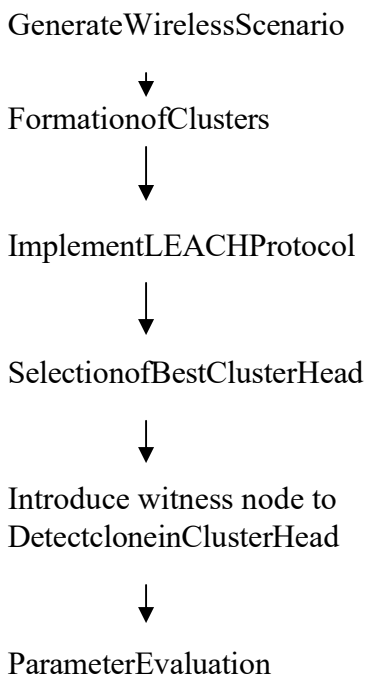 GenerateWirelessScenario
FormationofClusters
ImplementLEACHProtocol
SelectionofBestClusterHead
Introduce witness node to
DetectcloneinClusterHead
ParameterEvaluation